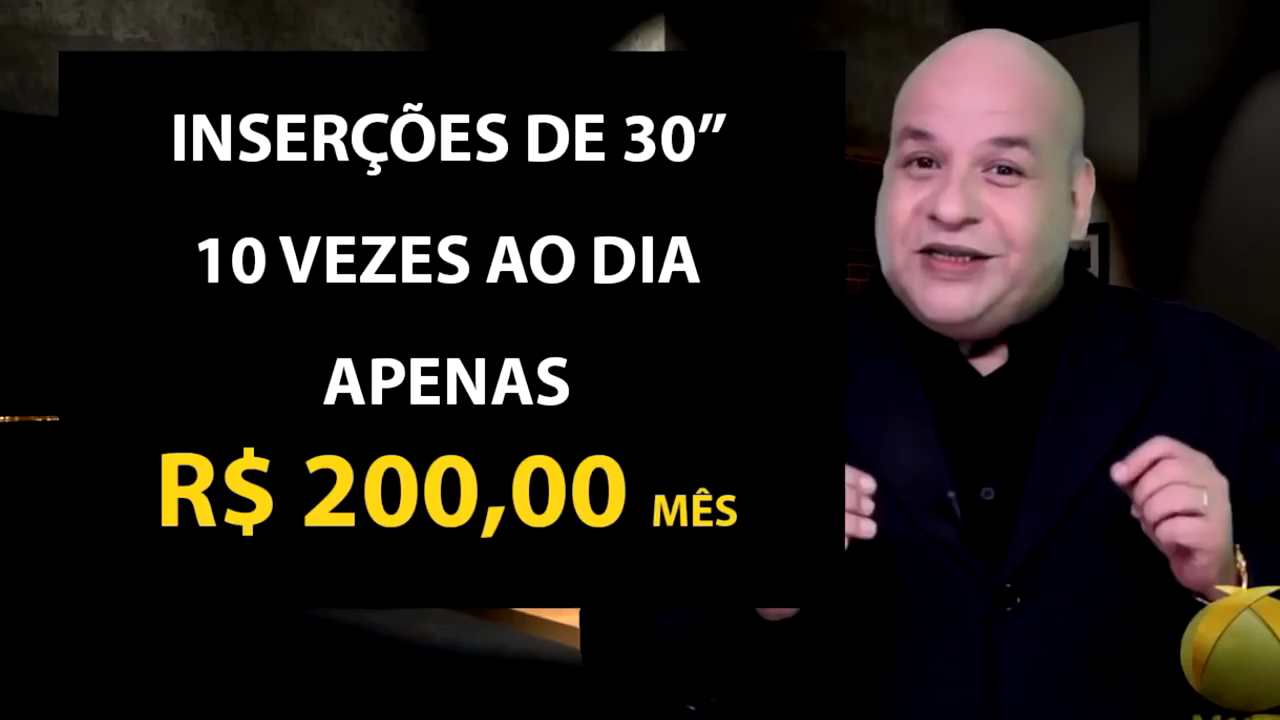 INSERÇÕES DE 30”
10 VEZES AO DIA
APENAS
R$ 200,00 MÊS